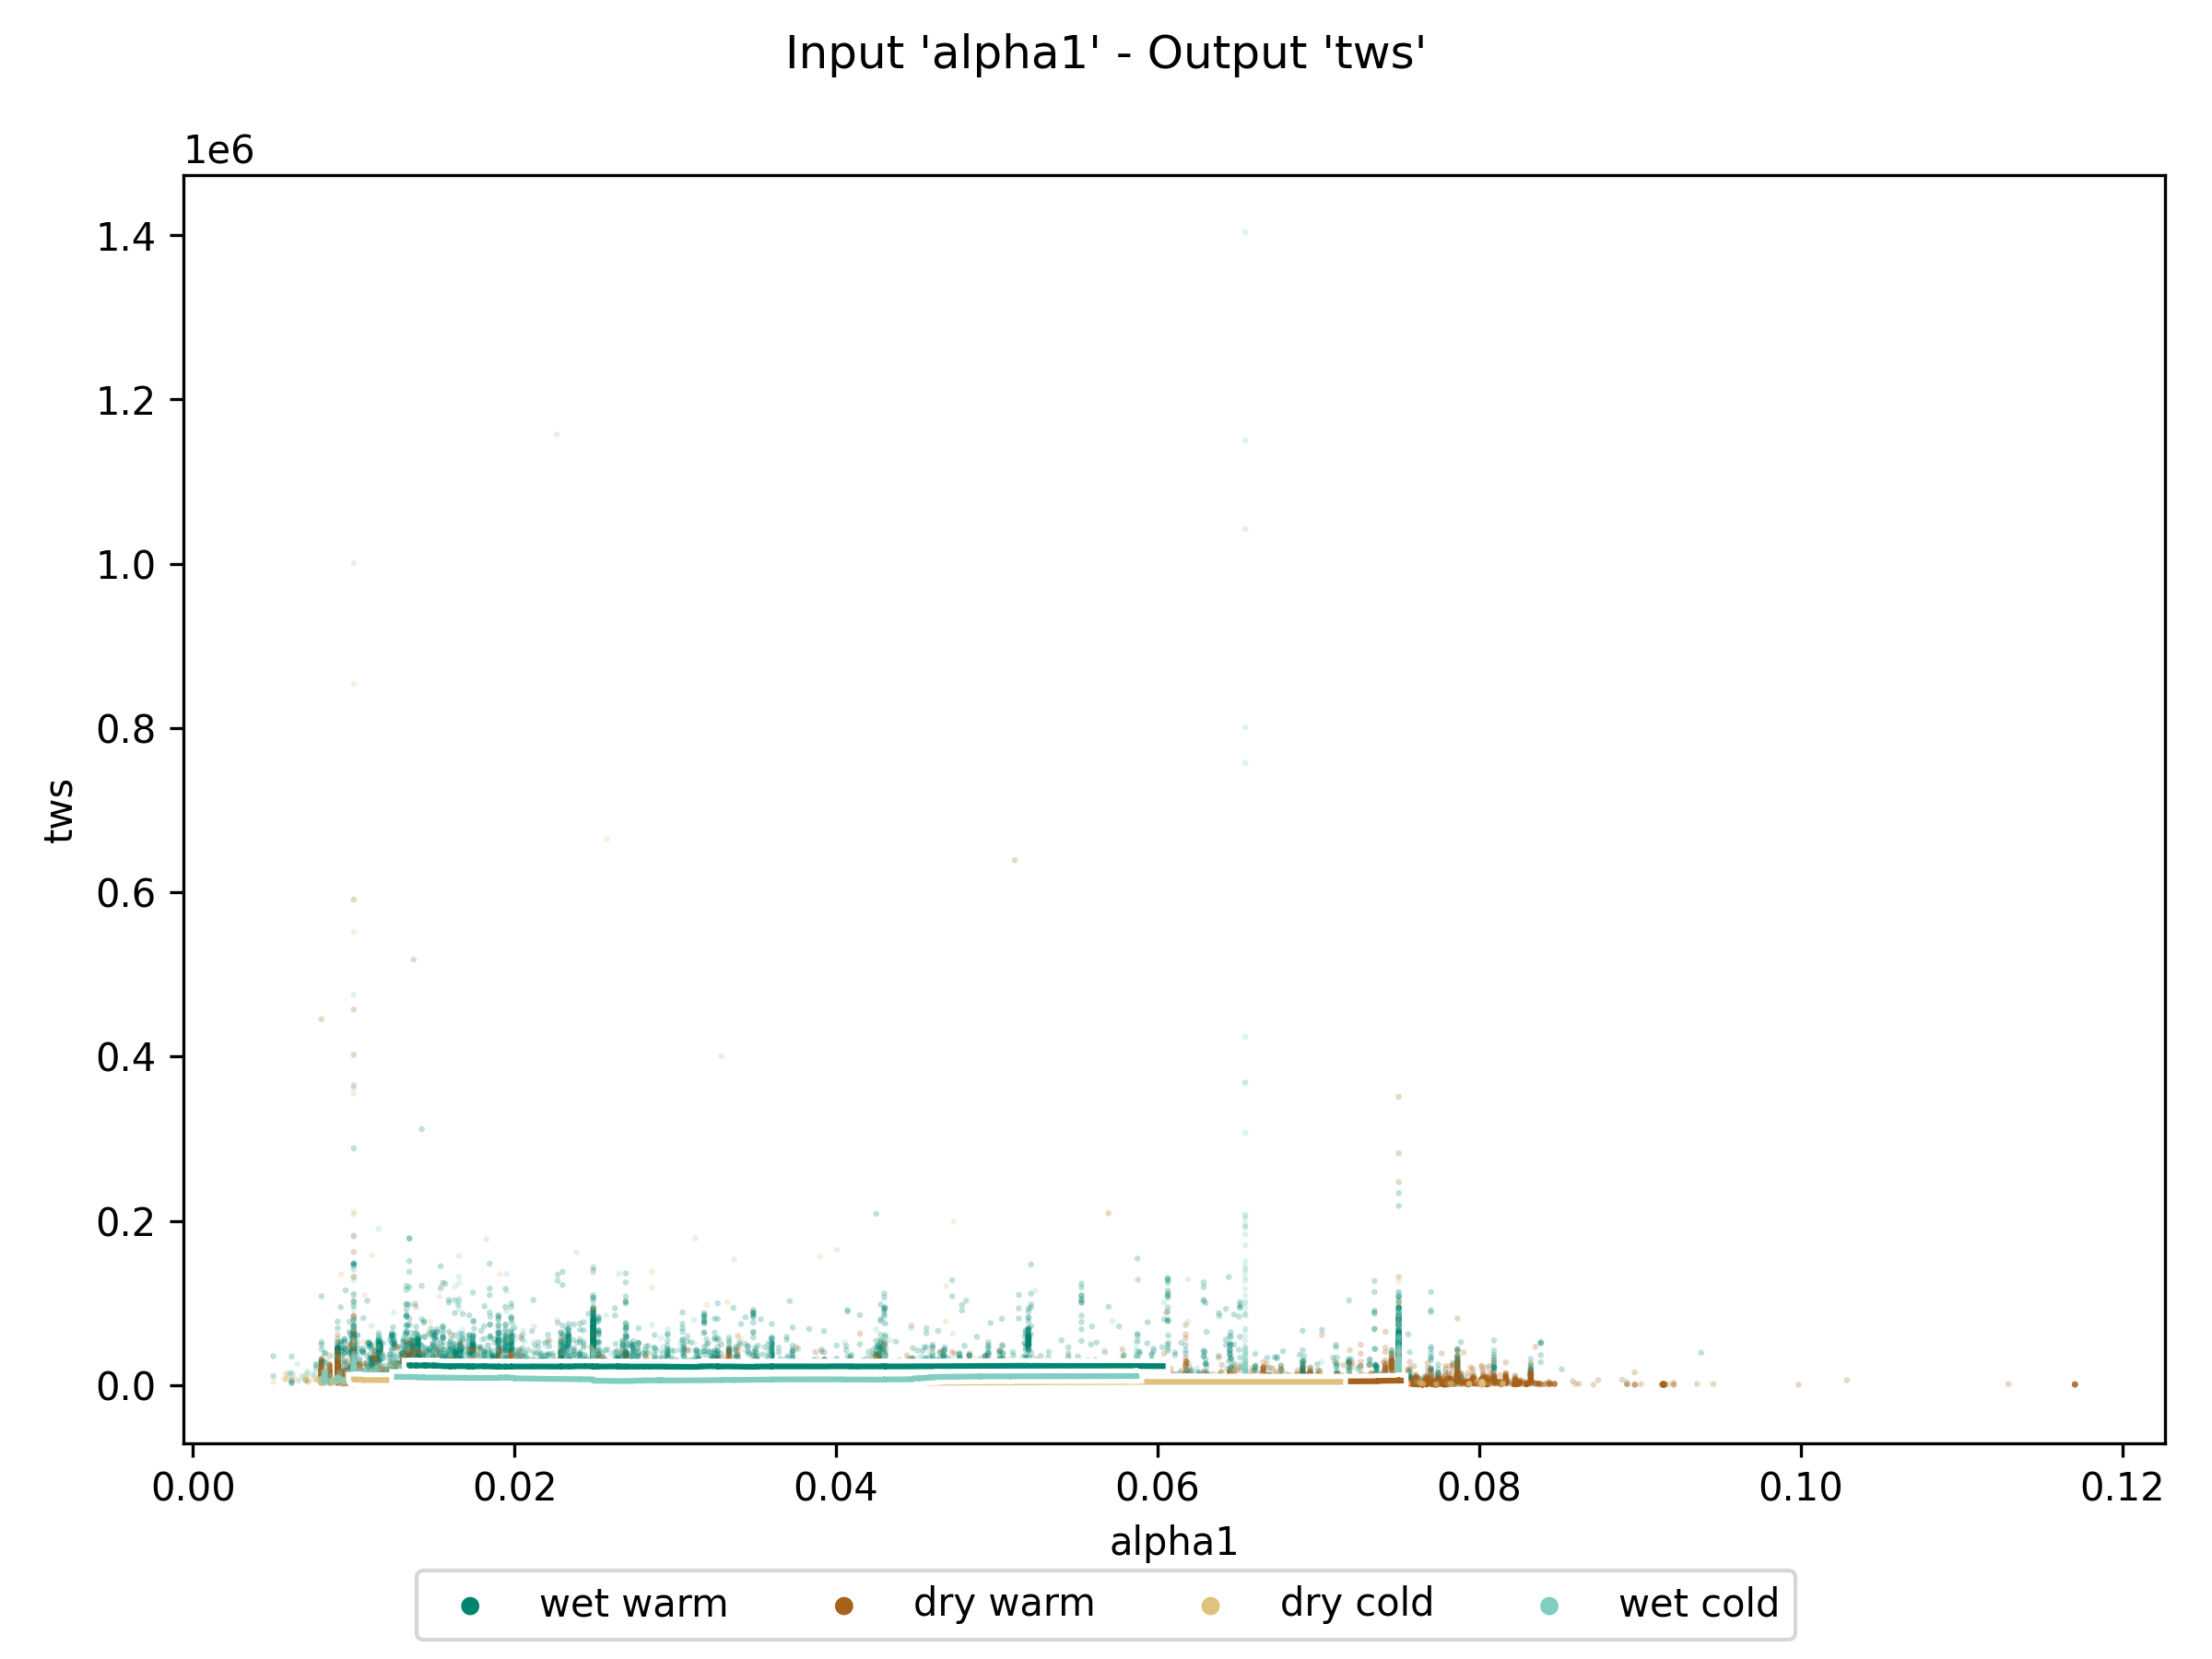 Input 'alpha1' - Output 'tws'
1e6
1.4
1.2
1.0
0.8
0.6
0.4
0.2
0.0
tws
0.00 0.02 0.04 0.06 0.08 0.10 0.12
alpha1
wet warm dry warm dry cold wet cold